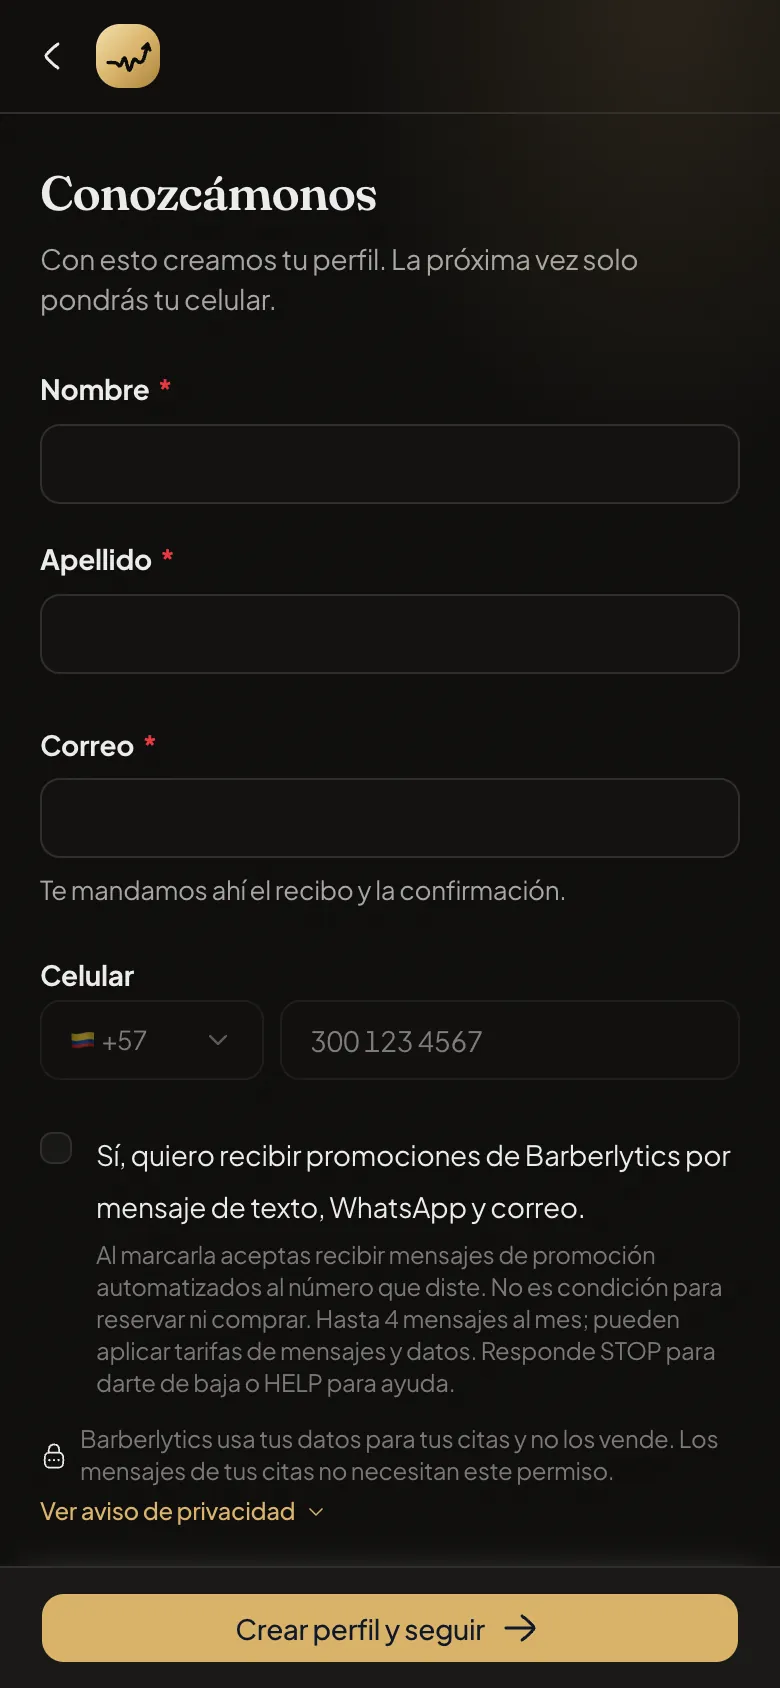 Conozcámonos
Con esto creamos tu perfil. La próxima vez solo
pondrás tu celular.
Nombre *
Apellido *
Correo *
Te mandamos ahí el recibo y la confirmación.
Celular
🇨🇴 +57
300 123 4567
Sí, quiero recibir promociones de Barberlytics por
mensaje de texto, WhatsApp y correo.
Al marcarla aceptas recibir mensajes de promoción
automatizados al número que diste. No es condición para
reservar ni comprar. Hasta 4 mensajes al mes; pueden
aplicar tarifas de mensajes y datos. Responde STOP para
darte de baja o HELP para ayuda.
Barberlytics usa tus datos para tus citas y no los vende. Los
mensajes de tus citas no necesitan este permiso.
Ver aviso de privacidad
Crear perfil y seguir